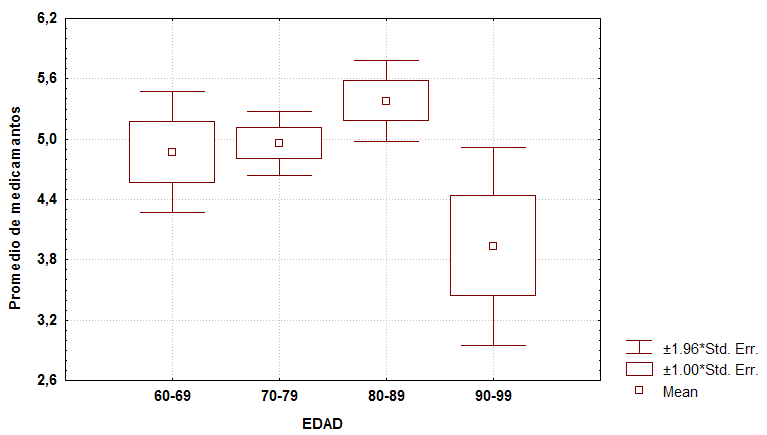 6,2
5,6
5,0
4,4
3,8
3,2
2,6
Promedio de medicamantos
60-69
70-79
80-89
90-99
EDAD
±1.96*Std. Err.
±1.00*Std. Err.
Mean